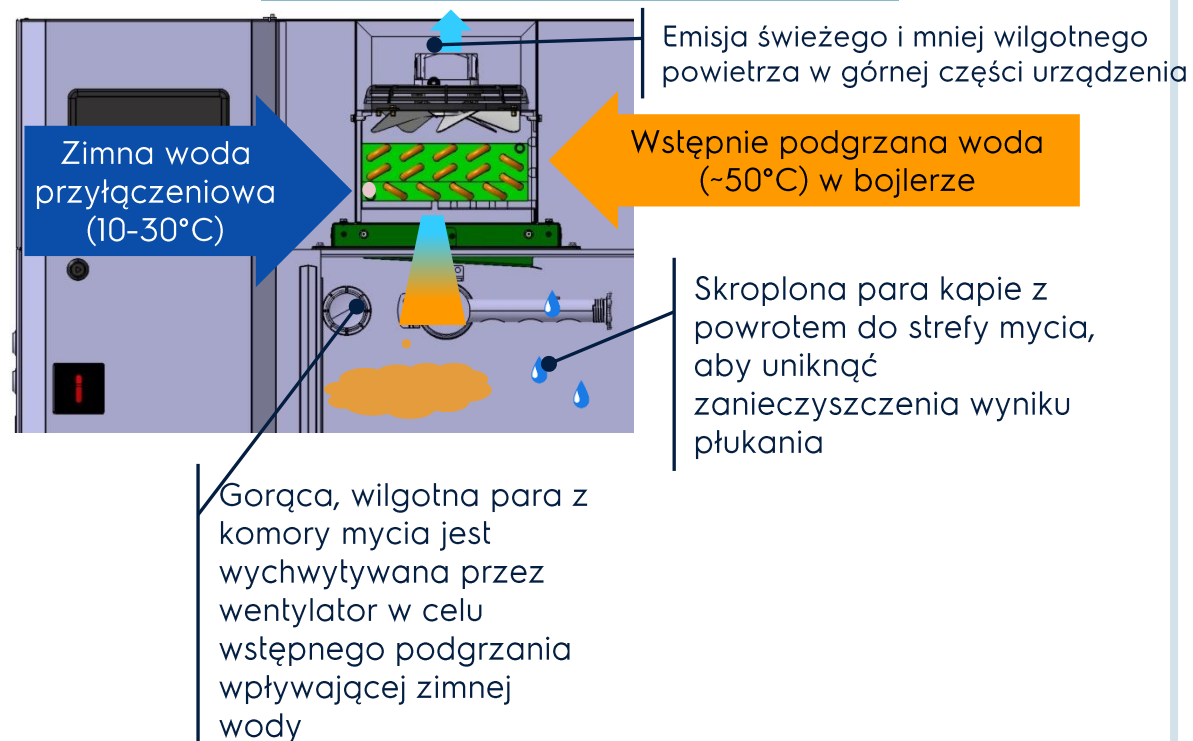 Emisja świeżego i mniej wilgotnego
powietrza w górnej części urządzenia
Zimna woda
przyłączeniowa
(10-30°C)
Wstępnie podgrzana woda
(~50°C) w bojlerze
Skroplona para kapie z
powrotem do strefy mycia,
aby uniknąć
zanieczyszczenia wyniku
płukania
Gorąca, wilgotna para z
komory mycia jest
wychwytywana przez
wentylator w celu
wstępnego podgrzania
wpływającej zimnej
wody